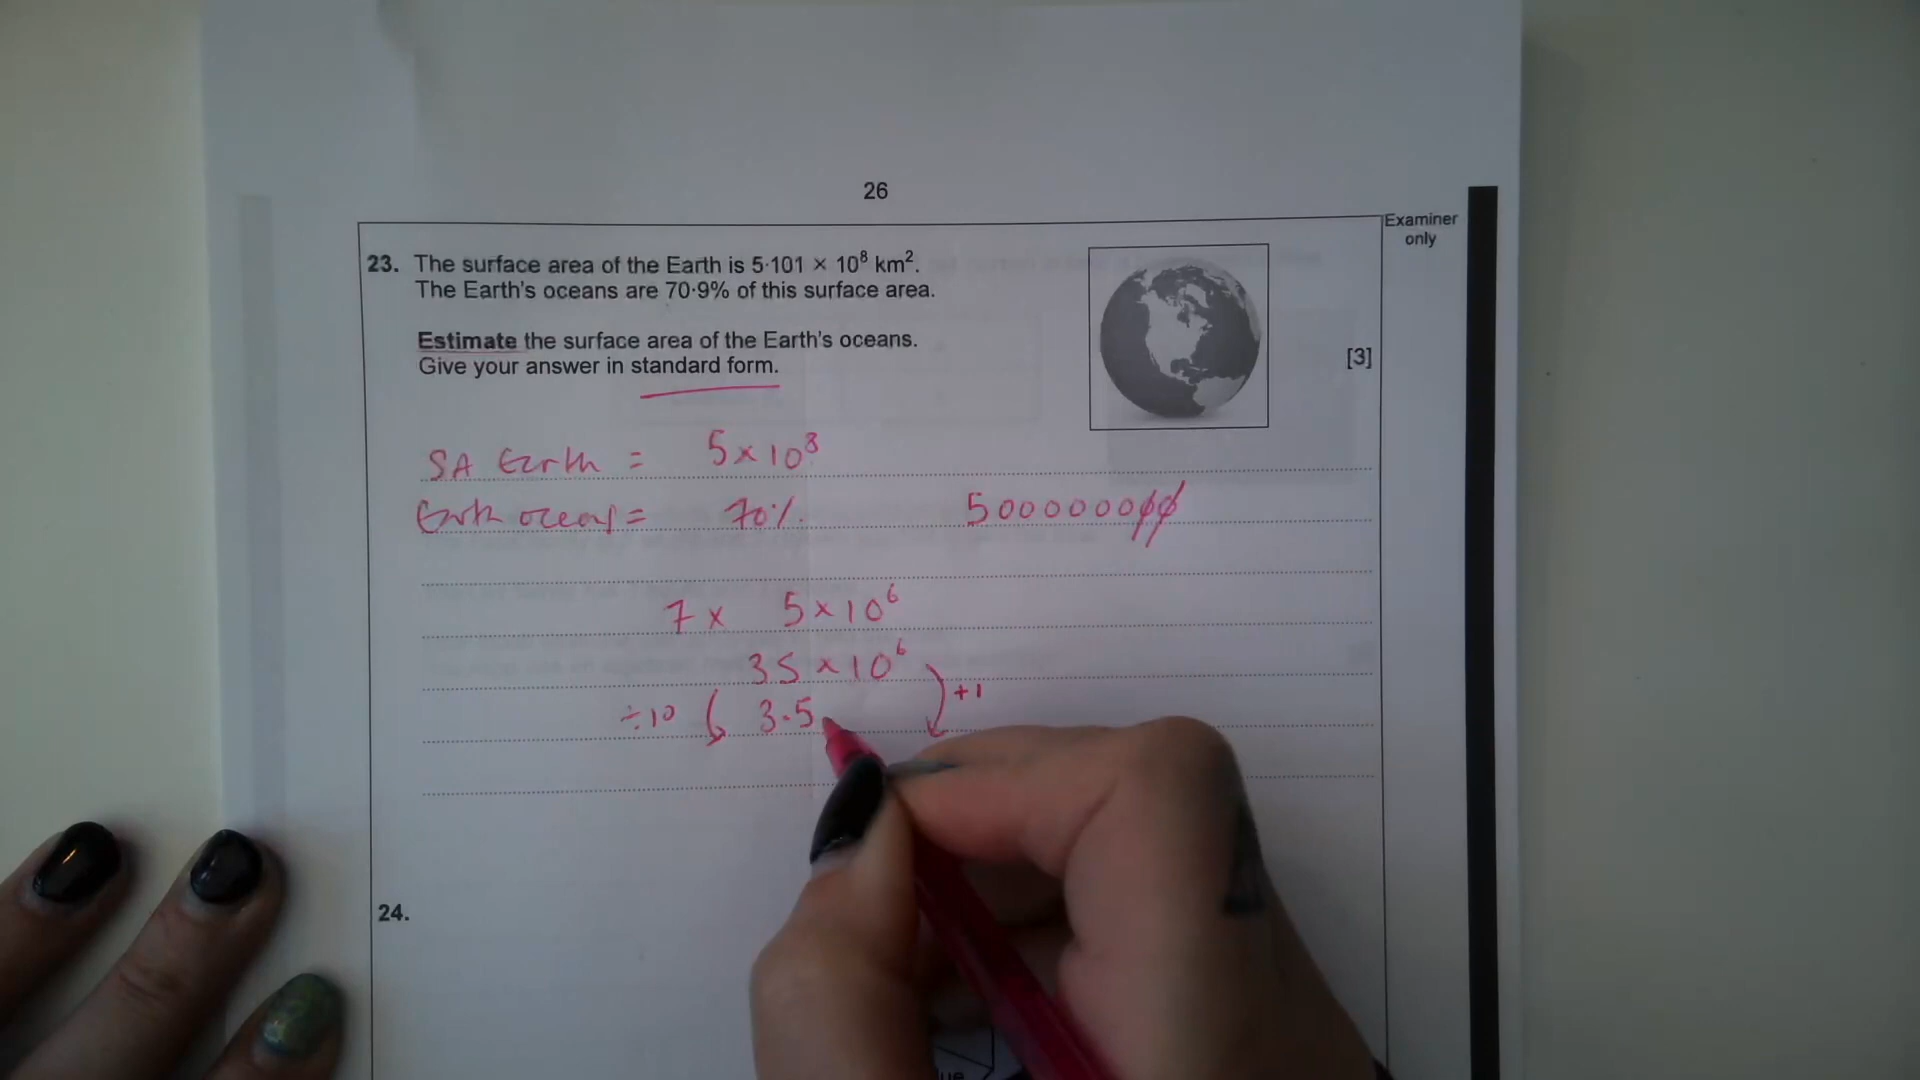 26
Examiner only
23. The surface area of the Earth is 5·101 × 10⁸ km².
The Earth's oceans are 70·9% of this surface area.
Estimate the surface area of the Earth's oceans.
Give your answer in standard form.
[3]
SA Earth = 5×10⁸
Earth oceans = 70%
500000000
7 × 5×10⁶
35×10⁶
+1
÷10 3.5
24.
ue